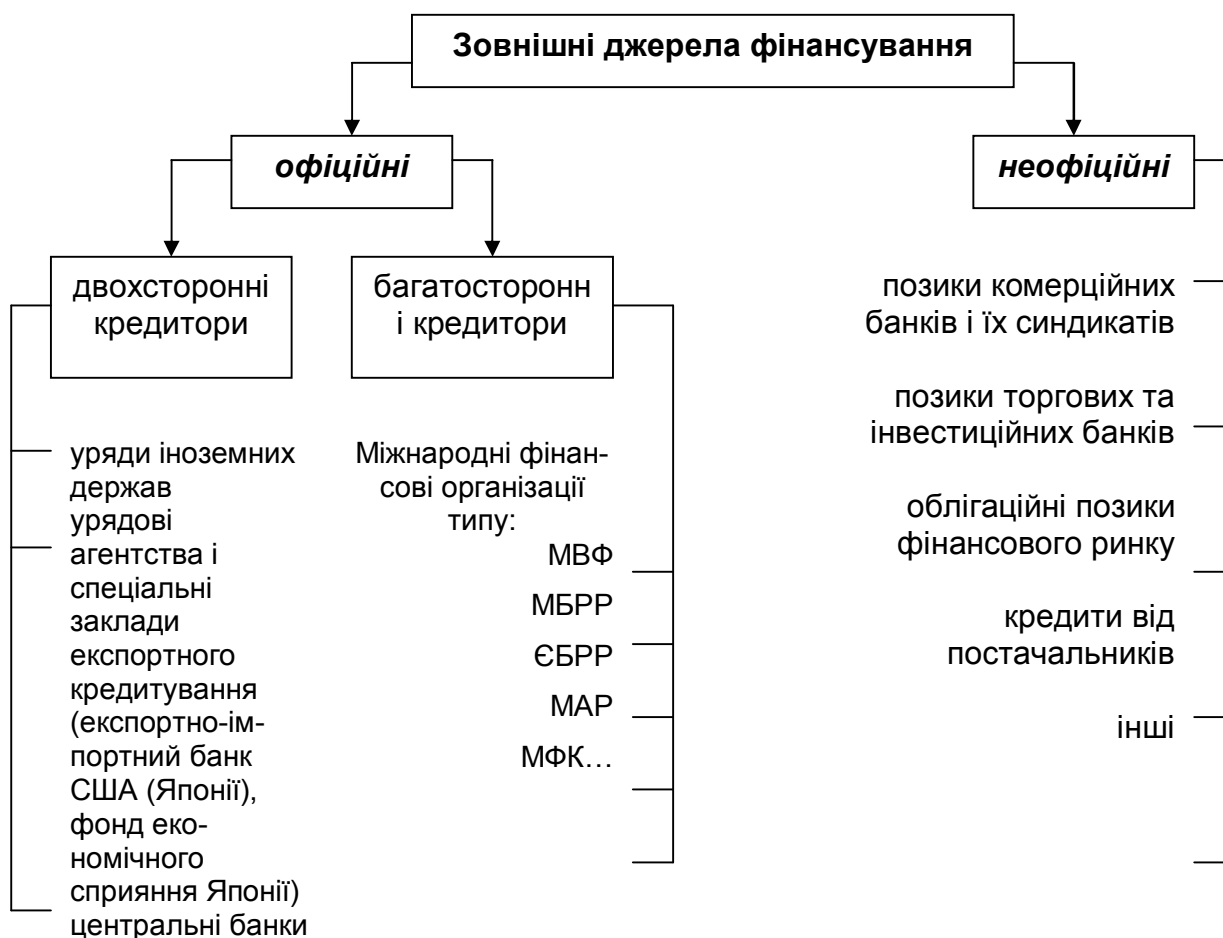 Зовнішні джерела фінансування
офіційні
неофіційні
двохсторонні
кредитори
багатосторонн
і кредитори
уряди іноземних
держав
урядові
агентства і
спеціальні
заклади
експортного
кредитування
(експортно-ім-
портний банк
США (Японії),
фонд еко-
номічного
сприяння Японії)
центральні банки
Міжнародні фінан-
сові організації
типу:
МВФ
МБРР
ЄБРР
МАР
МФК…
позики комерційних
банків і їх синдикатів
позики торгових та
інвестиційних банків
облігаційні позики
фінансового ринку
кредити від
постачальників
інші